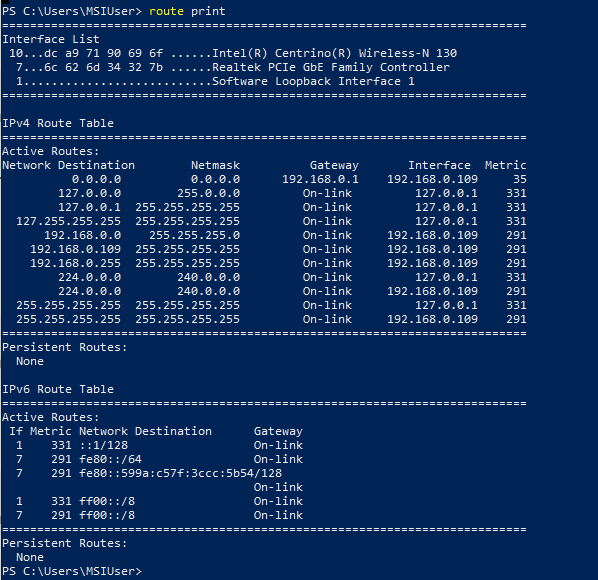 PS C:\Users\MSIUser> route print
===========================================================================
Interface List
 10...dc a9 71 90 69 6f ......Intel(R) Centrino(R) Wireless-N 130
  7...6c 62 6d 34 32 7b ......Realtek PCIe GbE Family Controller
  1...........................Software Loopback Interface 1
===========================================================================

IPv4 Route Table
===========================================================================
Active Routes:
Network Destination        Netmask          Gateway       Interface  Metric
          0.0.0.0          0.0.0.0      192.168.0.1    192.168.0.109     35
        127.0.0.0        255.0.0.0         On-link         127.0.0.1    331
        127.0.0.1  255.255.255.255         On-link         127.0.0.1    331
  127.255.255.255  255.255.255.255         On-link         127.0.0.1    331
      192.168.0.0    255.255.255.0         On-link     192.168.0.109    291
    192.168.0.109  255.255.255.255         On-link     192.168.0.109    291
    192.168.0.255  255.255.255.255         On-link     192.168.0.109    291
        224.0.0.0        240.0.0.0         On-link         127.0.0.1    331
        224.0.0.0        240.0.0.0         On-link     192.168.0.109    291
  255.255.255.255  255.255.255.255         On-link         127.0.0.1    331
  255.255.255.255  255.255.255.255         On-link     192.168.0.109    291
===========================================================================
Persistent Routes:
  None

IPv6 Route Table
===========================================================================
Active Routes:
 If Metric Network Destination      Gateway
  1    331 ::1/128                  On-link
  7    291 fe80::/64                On-link
  7    291 fe80::599a:c57f:3ccc:5b54/128
                                    On-link
  1    331 ff00::/8                 On-link
  7    291 ff00::/8                 On-link
===========================================================================
Persistent Routes:
  None
PS C:\Users\MSIUser>